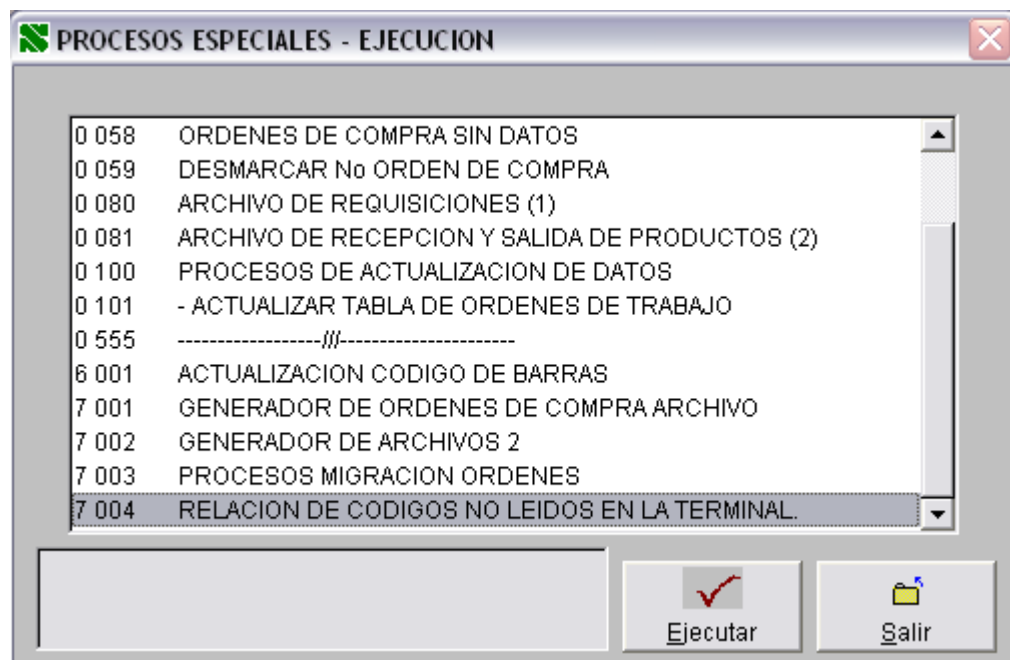 PROCESOS ESPECIALES - EJECUCION
0 058 ORDENES DE COMPRA SIN DATOS
0 059 DESMARCAR No ORDEN DE COMPRA
0 080 ARCHIVO DE REQUISICIONES (1)
0 081 ARCHIVO DE RECEPCION Y SALIDA DE PRODUCTOS (2)
0 100 PROCESOS DE ACTUALIZACION DE DATOS
0 101 - ACTUALIZAR TABLA DE ORDENES DE TRABAJO
0 555 ------------------///----------------------
6 001 ACTUALIZACION CODIGO DE BARRAS
7 001 GENERADOR DE ORDENES DE COMPRA ARCHIVO
7 002 GENERADOR DE ARCHIVOS 2
7 003 PROCESOS MIGRACION ORDENES
7 004 RELACION DE CODIGOS NO LEIDOS EN LA TERMINAL.
Ejecutar
Salir